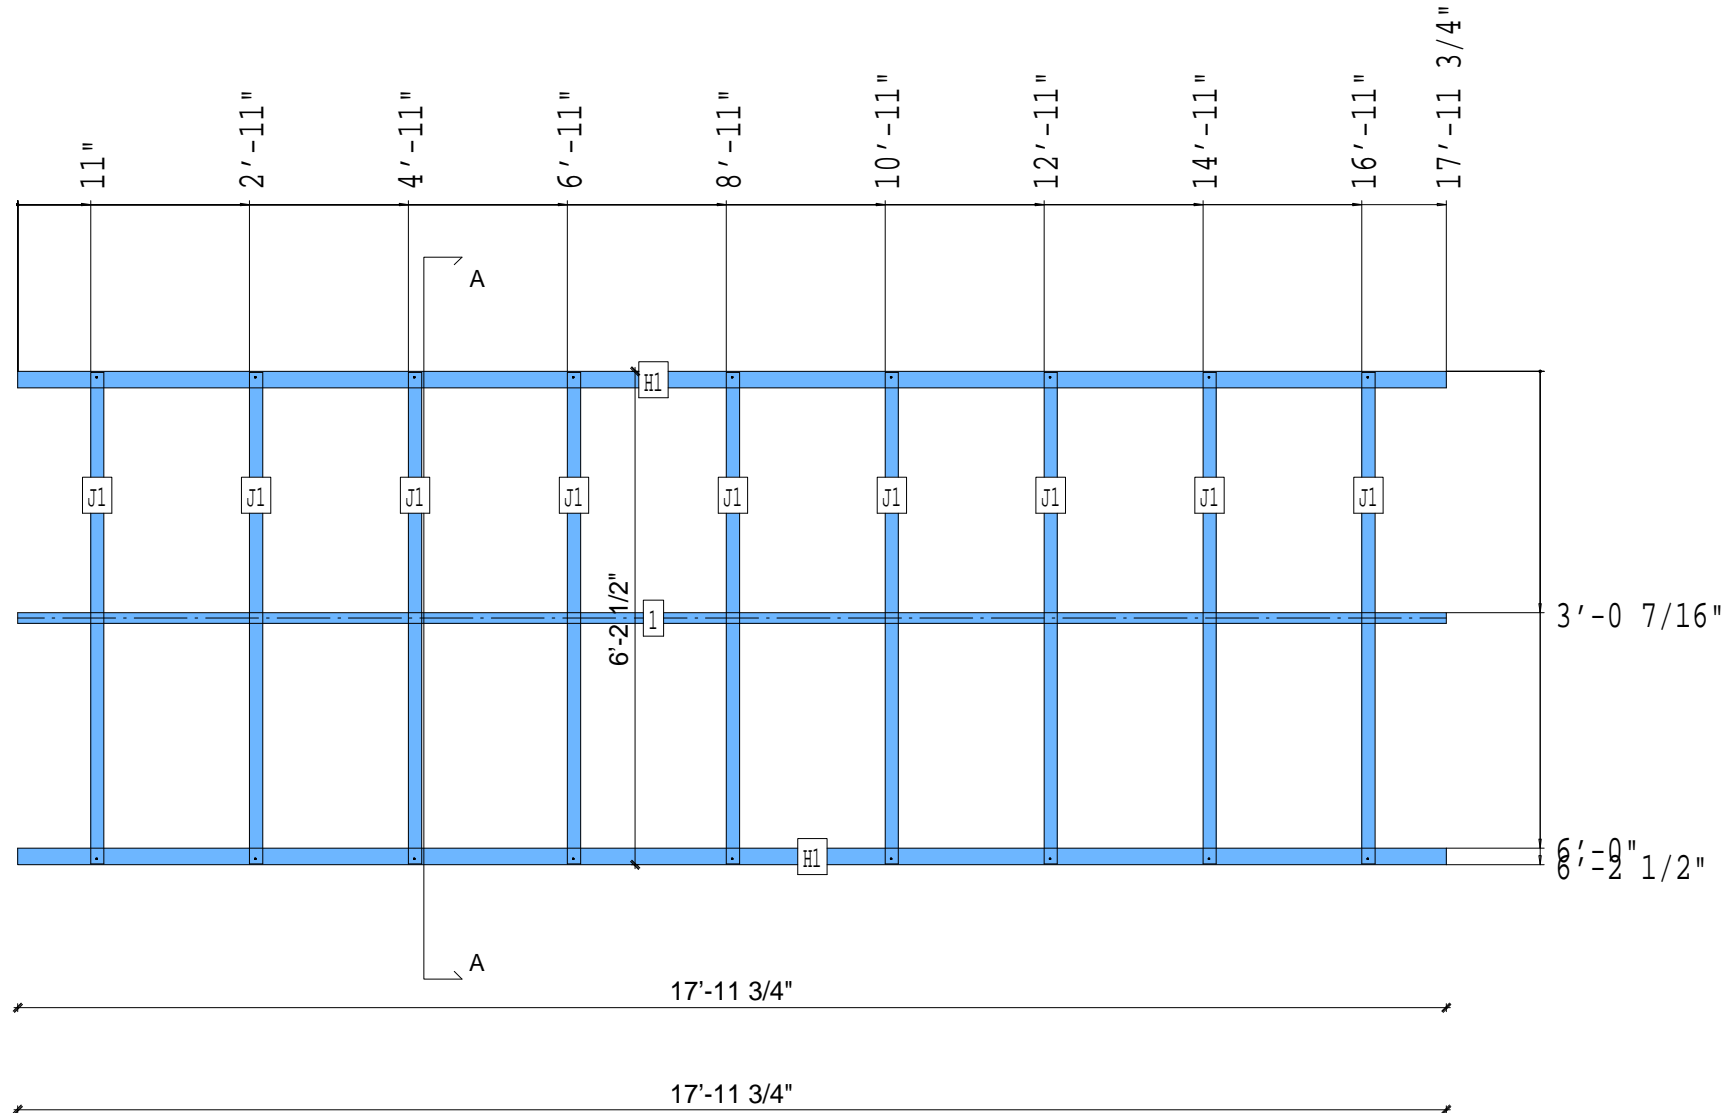 11"
2'-11"
4'-11"
6'-11"
8'-11"
10'-11"
12'-11"
14'-11"
16'-11"
17'-11 3/4"
A
H1
J1
J1
J1
J1
J1
J1
J1
J1
J1
6'-2 1/2"
1
3'-0 7/16"
H1
6'-0"
6'-2 1/2"
A
17'-11 3/4"
17'-11 3/4"